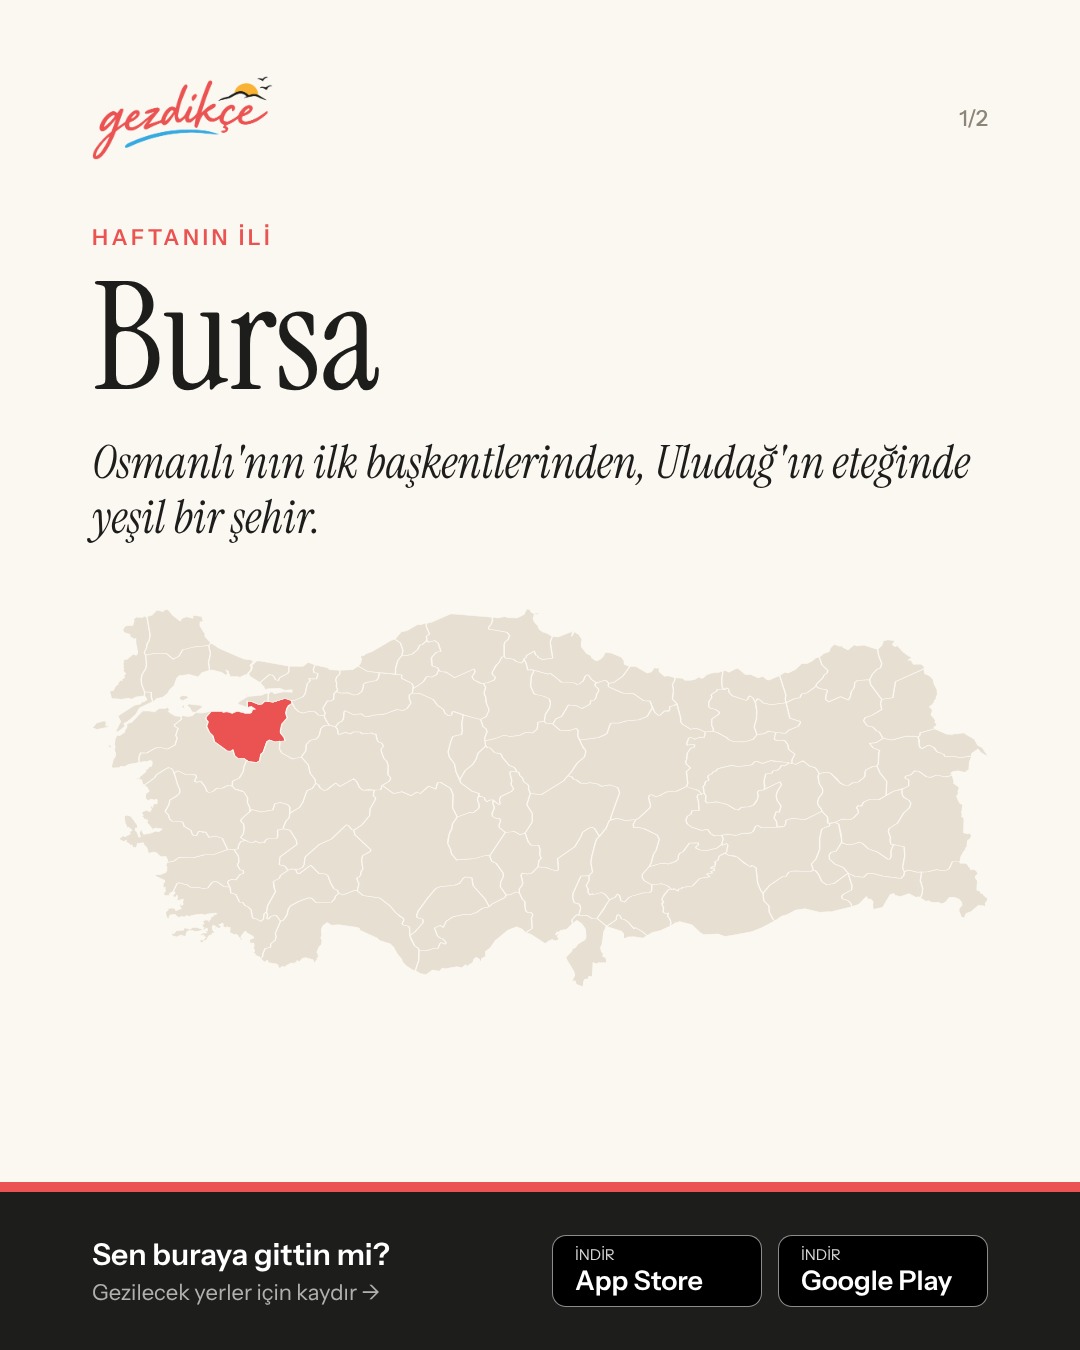 gezdikçe
1/2
HAFTANIN İLİ
Bursa
Osmanlı'nın ilk başkentlerinden, Uludağ'ın eteğinde
yeşil bir şehir.
Sen buraya gittin mi?
Gezilecek yerler için kaydır →
İNDİR
App Store
İNDİR
Google Play